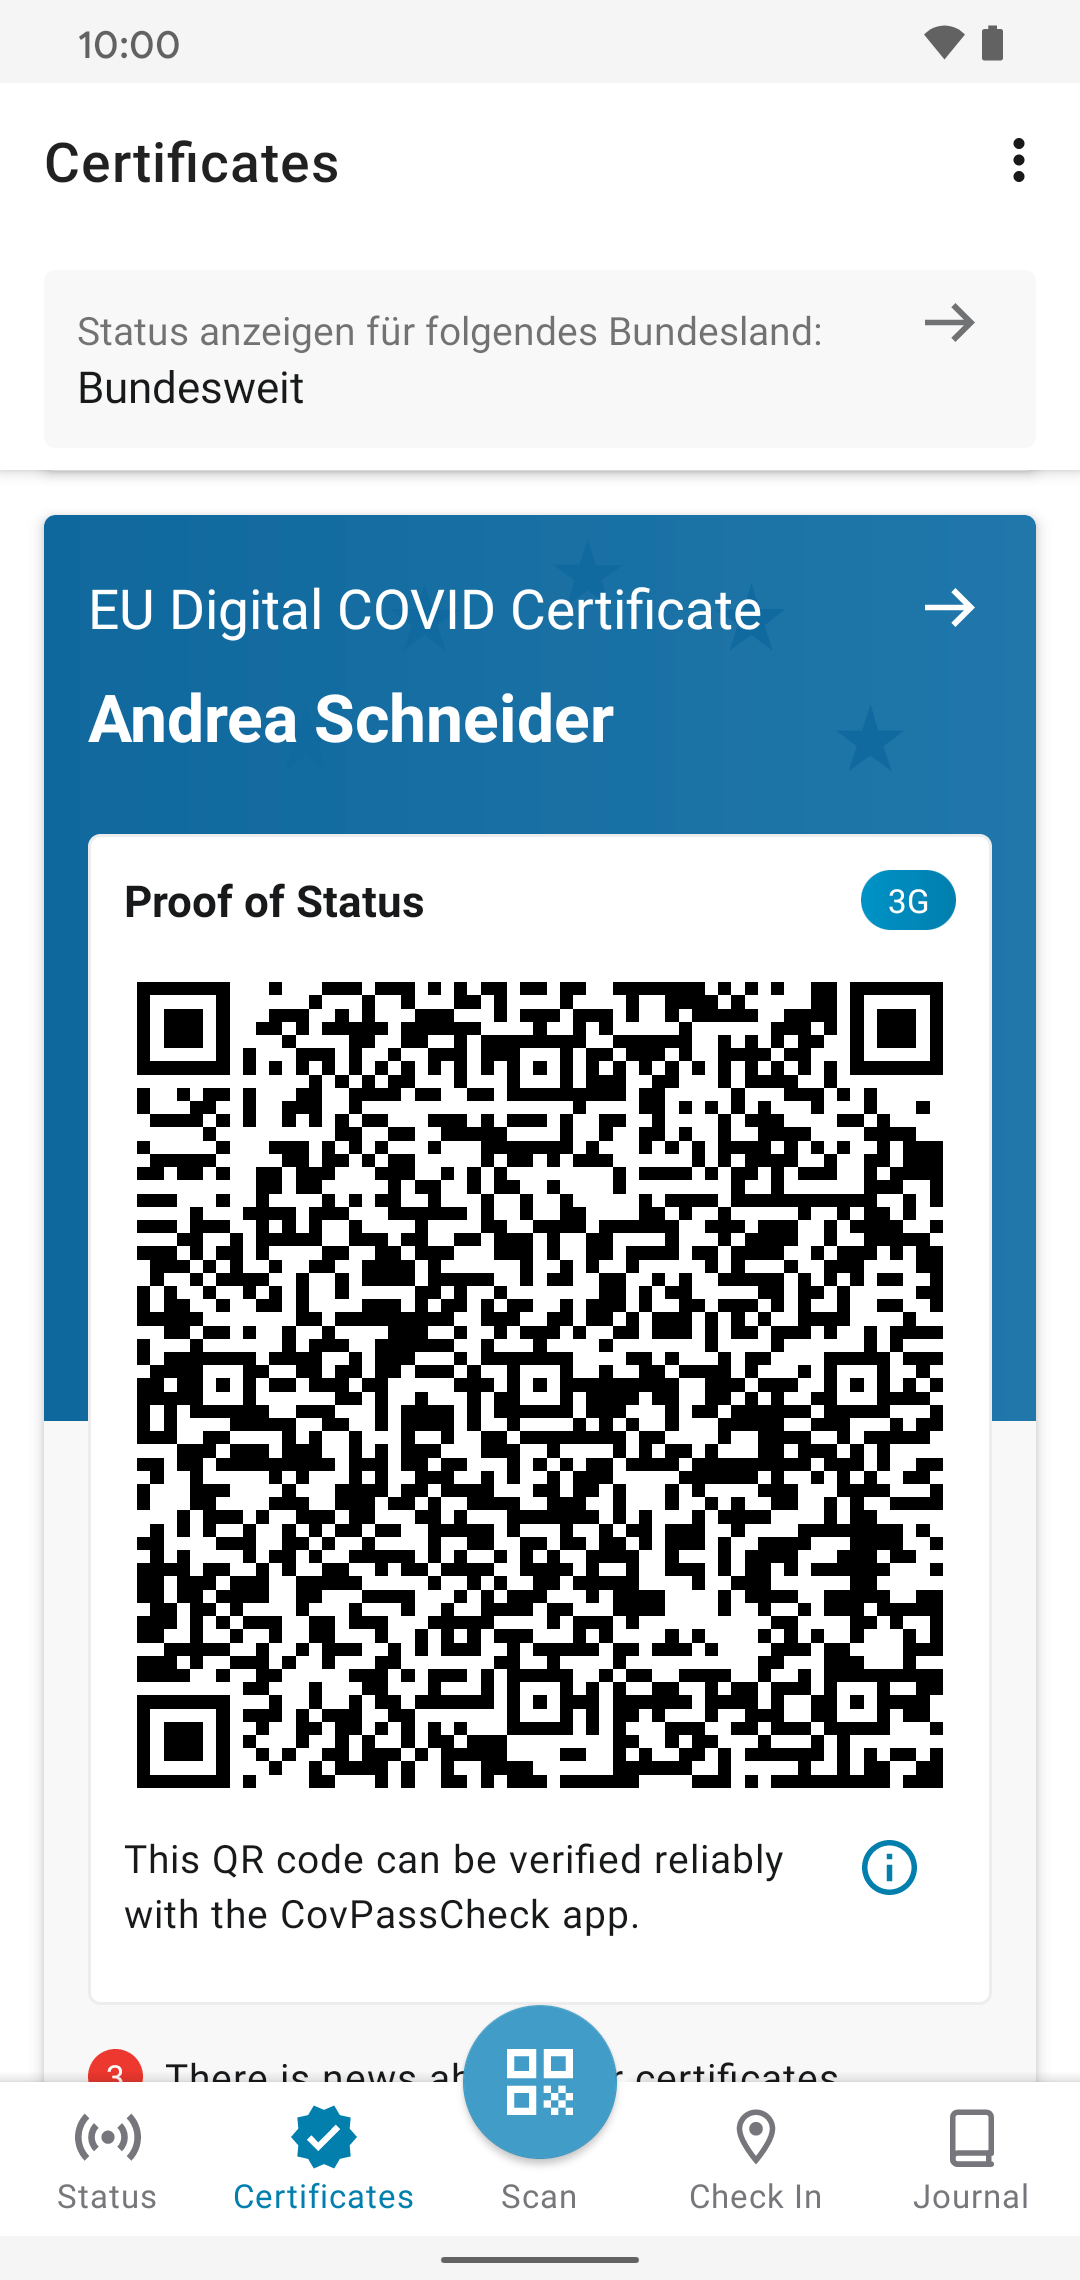 10:00
Certificates
Status anzeigen für folgendes Bundesland:
Bundesweit
EU Digital COVID Certificate
Andrea Schneider
Proof of Status
3G
This QR code can be verified reliably
with the CovPassCheck app.
3 There is news certificates
Status
Certificates
Scan
Check In
Journal